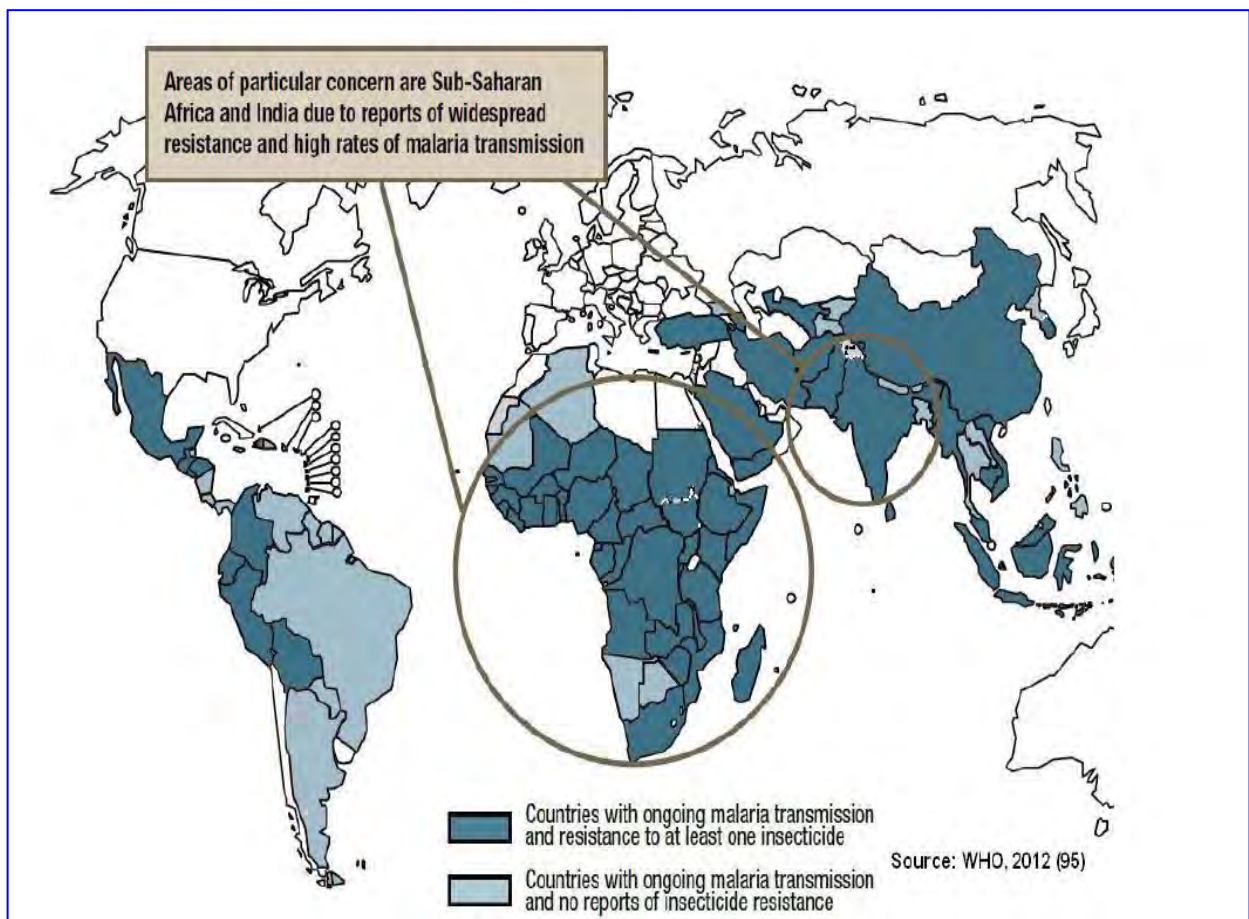 Areas of particular concern are Sub-Saharan
Africa and India due to reports of widespread
resistance and high rates of malaria transmission
Countries with ongoing malaria transmission
and resistance to at least one insecticide
Source: WHO, 2012 (95)
Countries with ongoing malaria transmission
and no reports of insecticide resistance